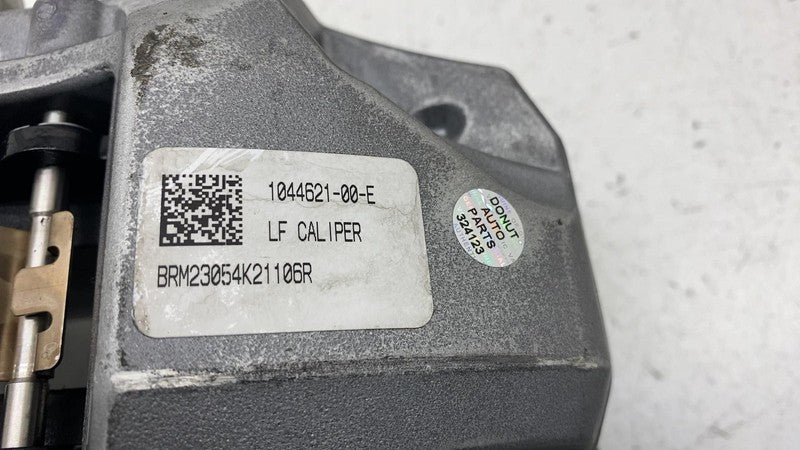 1044621-00-E
LF CALIPER
BRM23054K21106R
DONUT
AUTO
PARTS
324123